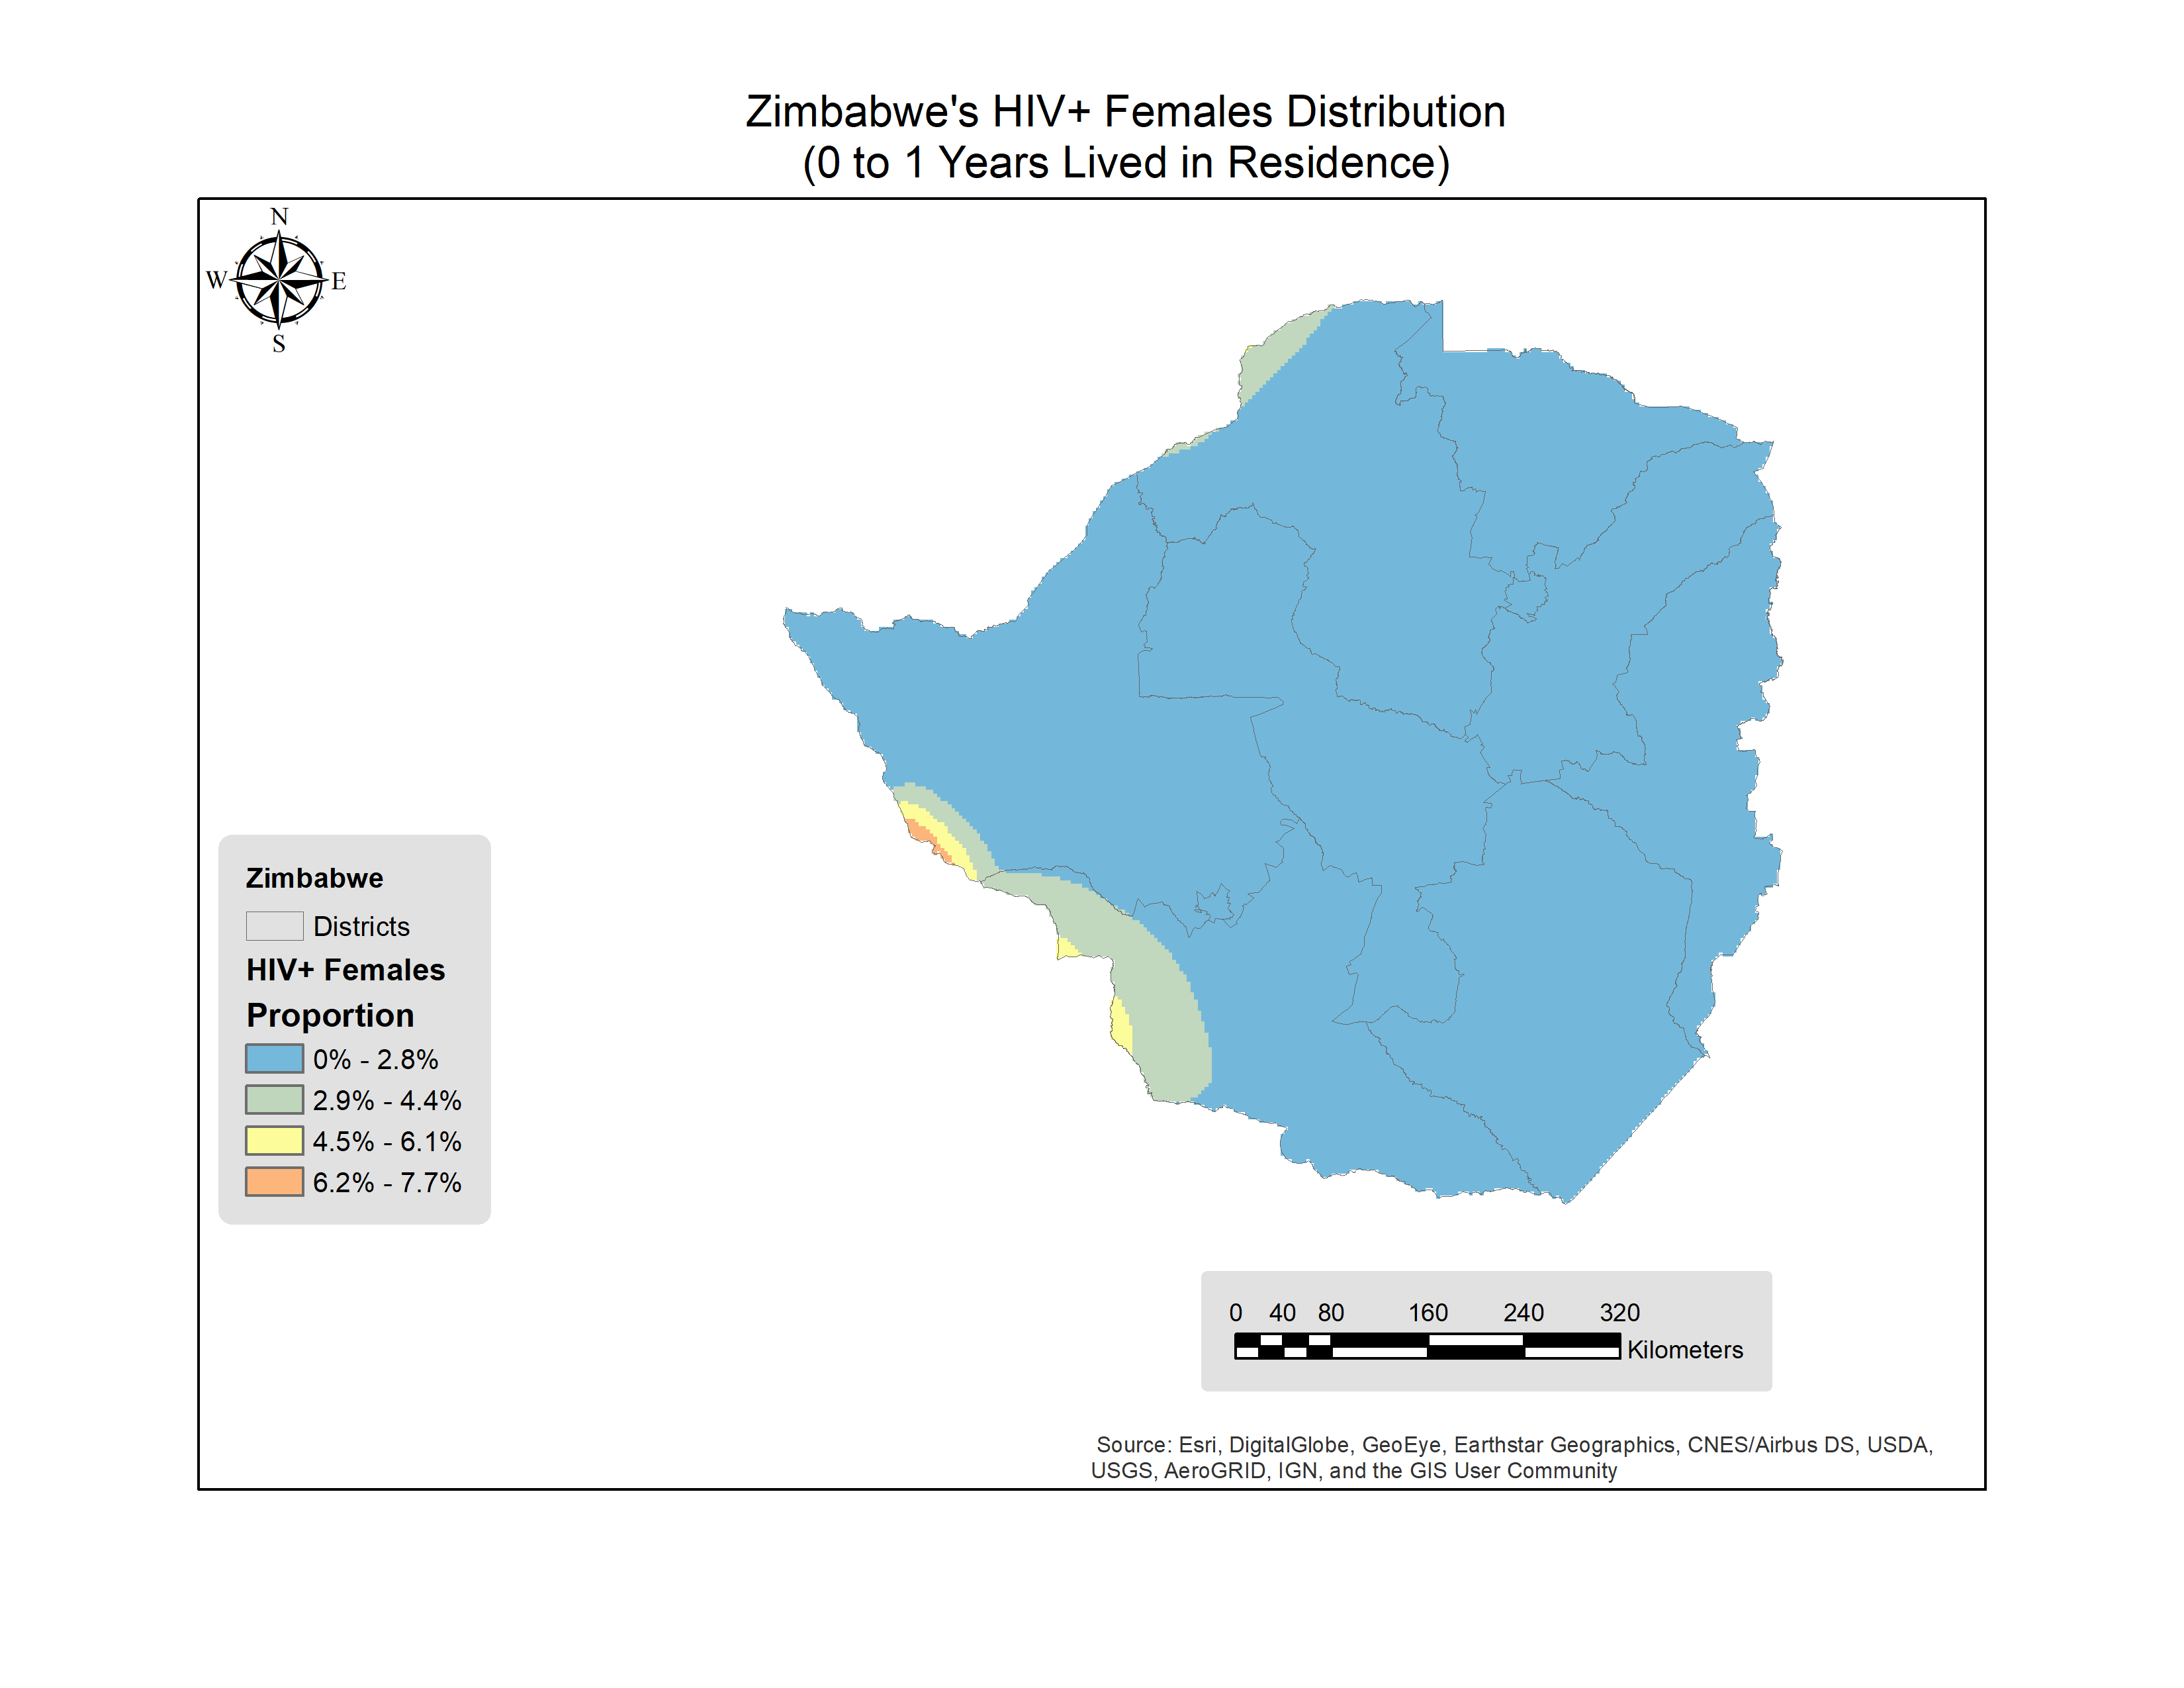 Zimbabwe's HIV+ Females Distribution
(0 to 1 Years Lived in Residence)
N
W E
S
Zimbabwe
Districts
HIV+ Females
Proportion
0% - 2.8%
2.9% - 4.4%
4.5% - 6.1%
6.2% - 7.7%
0 40 80 160 240 320
Kilometers
Source: Esri, DigitalGlobe, GeoEye, Earthstar Geographics, CNES/Airbus DS, USDA,
USGS, AeroGRID, IGN, and the GIS User Community